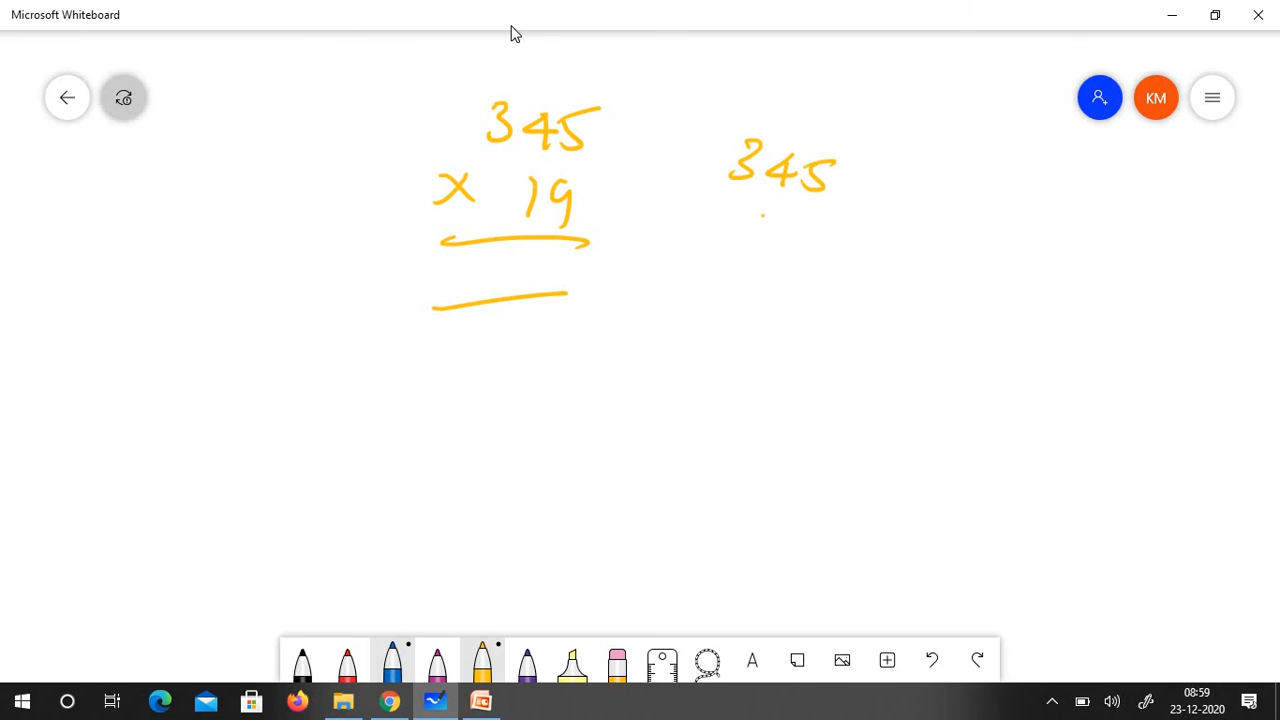 Microsoft Whiteboard
KM
345
x 19
345
A
08:59
23-12-2020